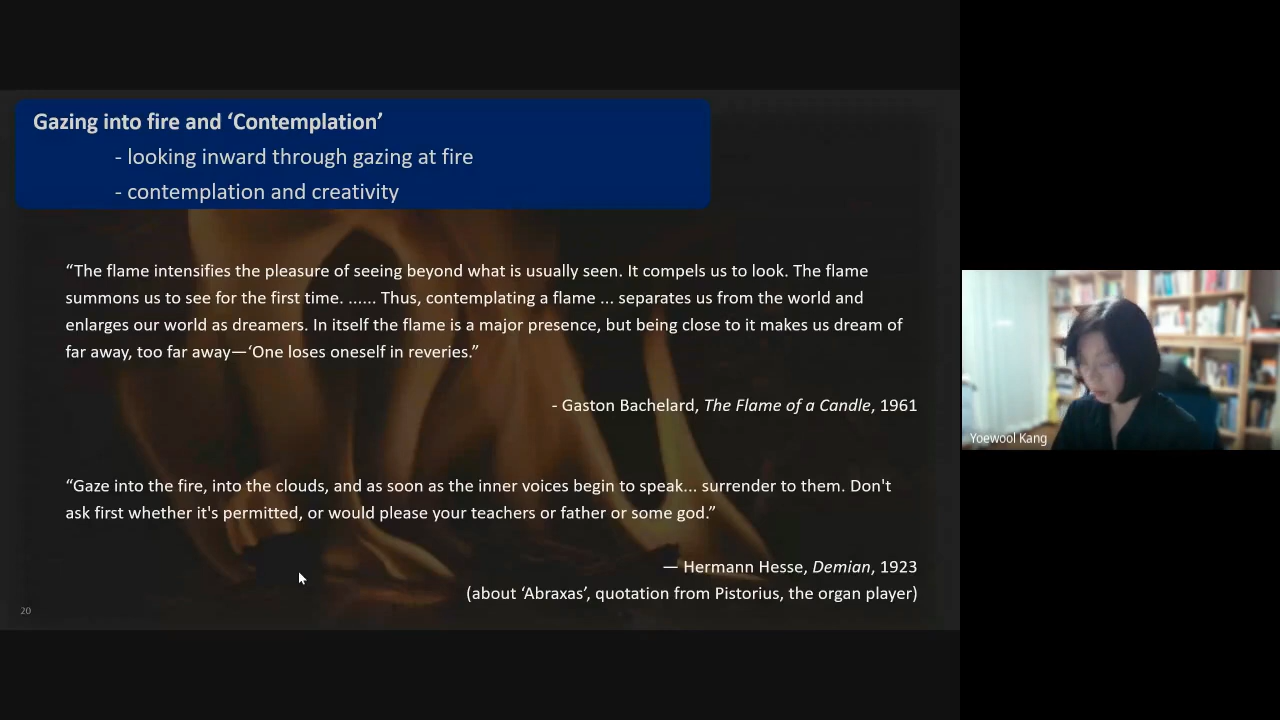 Gazing into fire and ‘Contemplation’
- looking inward through gazing at fire
- contemplation and creativity
“The flame intensifies the pleasure of seeing beyond what is usually seen. It compels us to look. The flame
summons us to see for the first time. ...... Thus, contemplating a flame ... separates us from the world and
enlarges our world as dreamers. In itself the flame is a major presence, but being close to it makes us dream of
far away, too far away—‘One loses oneself in reveries.”
- Gaston Bachelard, The Flame of a Candle, 1961
“Gaze into the fire, into the clouds, and as soon as the inner voices begin to speak... surrender to them. Don't
ask first whether it's permitted, or would please your teachers or father or some god.”
— Hermann Hesse, Demian, 1923
(about ‘Abraxas’, quotation from Pistorius, the organ player)
20
Yoewool Kang